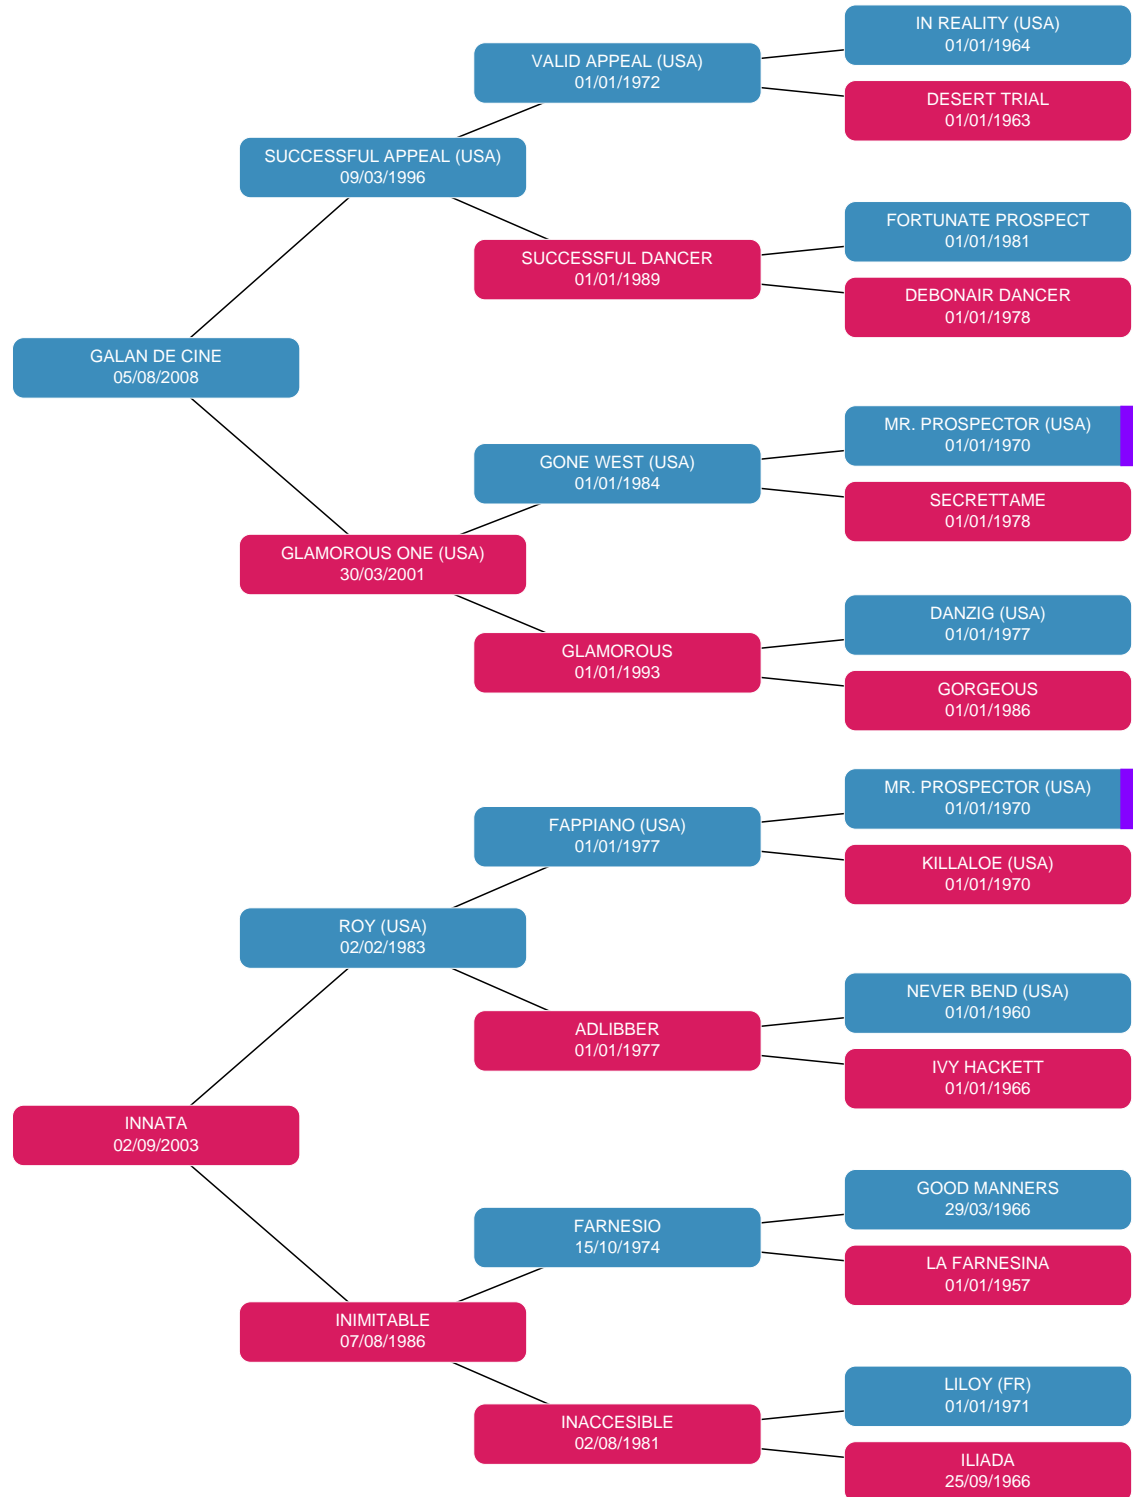 IN REALITY (USA)
01/01/1964
VALID APPEAL (USA)
01/01/1972
DESERT TRIAL
01/01/1963
SUCCESSFUL APPEAL (USA)
09/03/1996
FORTUNATE PROSPECT
01/01/1981
SUCCESSFUL DANCER
01/01/1989
DEBONAIR DANCER
01/01/1978
GALAN DE CINE
05/08/2008
MR. PROSPECTOR (USA)
01/01/1970
GONE WEST (USA)
01/01/1984
SECRETTAME
01/01/1978
GLAMOROUS ONE (USA)
30/03/2001
DANZIG (USA)
01/01/1977
GLAMOROUS
01/01/1993
GORGEOUS
01/01/1986
MR. PROSPECTOR (USA)
01/01/1970
FAPPIANO (USA)
01/01/1977
KILLALOE (USA)
01/01/1970
ROY (USA)
02/02/1983
NEVER BEND (USA)
01/01/1960
ADLIBBER
01/01/1977
IVY HACKETT
01/01/1966
INNATA
02/09/2003
GOOD MANNERS
29/03/1966
FARNESIO
15/10/1974
LA FARNESINA
01/01/1957
INIMITABLE
07/08/1986
LILOY (FR)
01/01/1971
INACCESIBLE
02/08/1981
ILIADA
25/09/1966